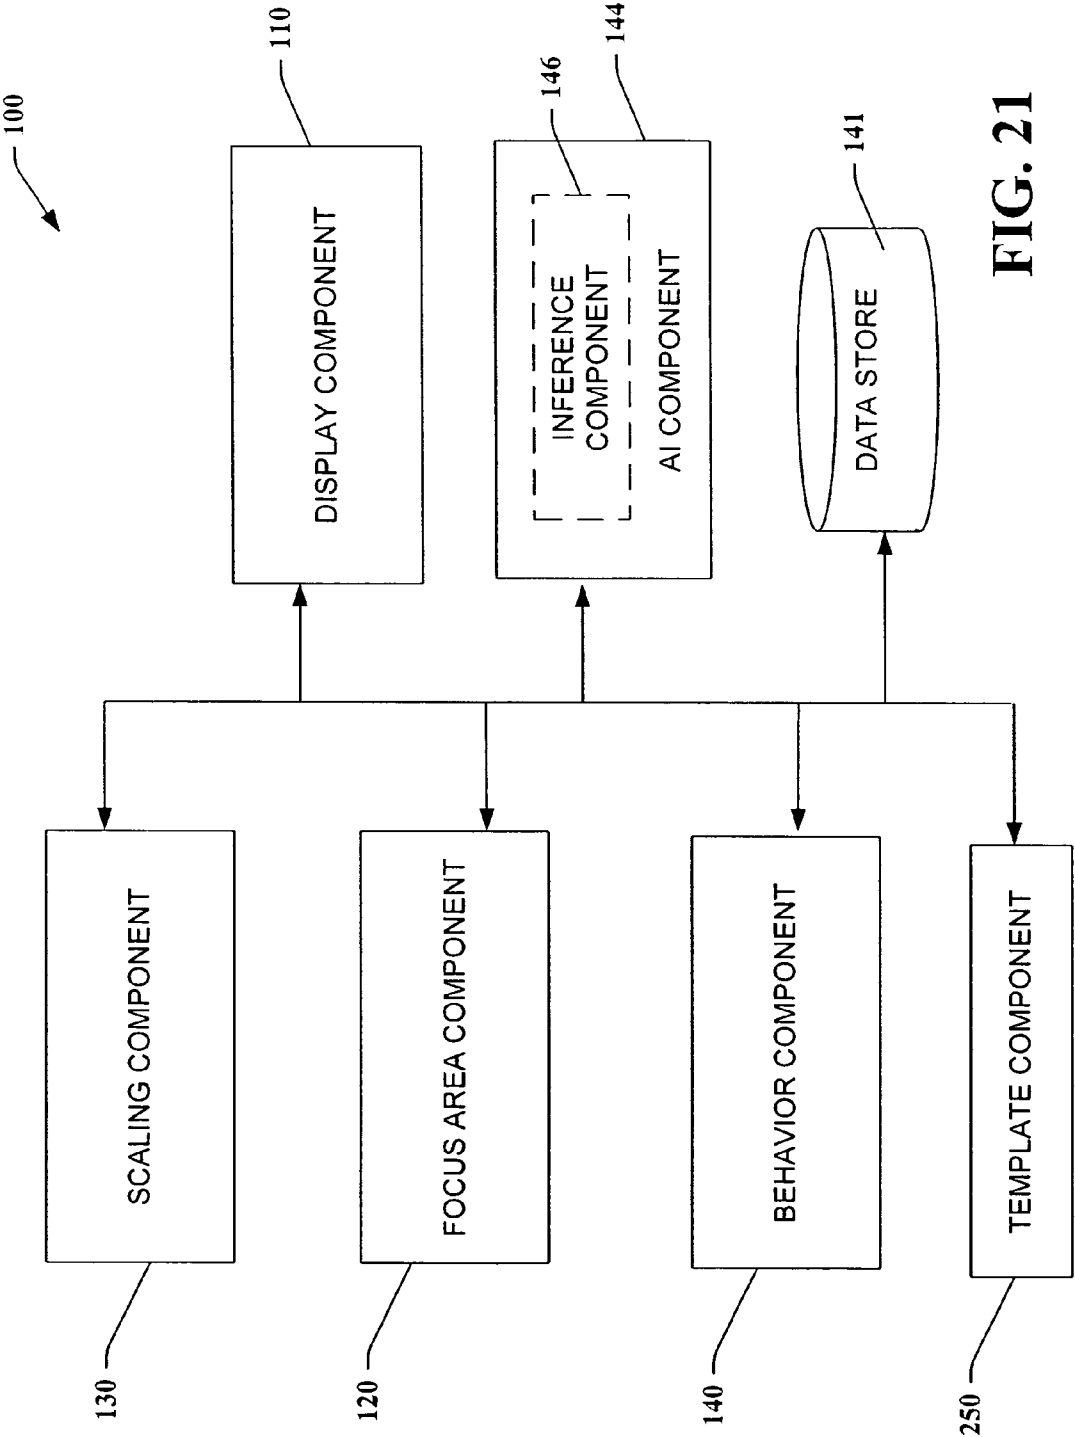 100
130
SCALING COMPONENT
110
DISPLAY COMPONENT
120
FOCUS AREA COMPONENT
146
144
INFERENCE
COMPONENT
AI COMPONENT
140
BEHAVIOR COMPONENT
141
DATA STORE
250
TEMPLATE COMPONENT
FIG. 21